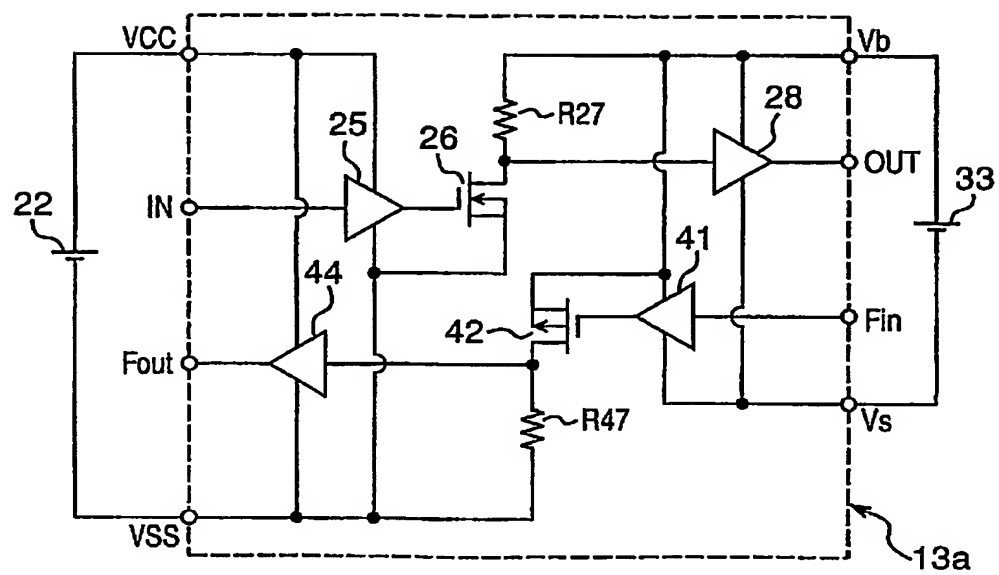 VCC
Vb
25
26
R27
28
IN
OUT
22
33
44
42
41
Fin
Fout
R47
Vs
VSS
13a